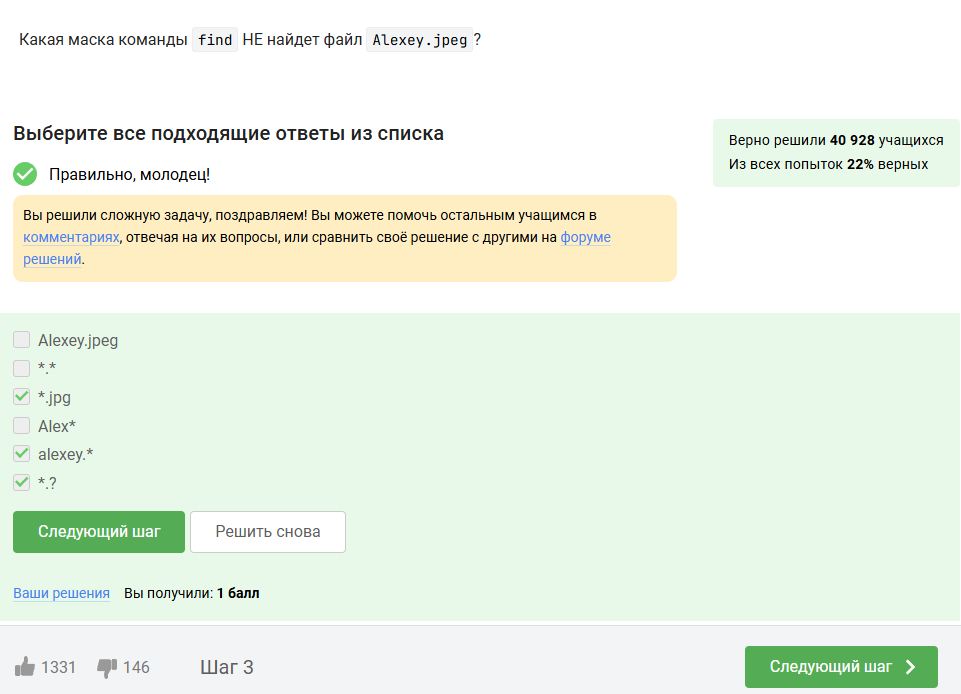 Какая маска команды find НЕ найдет файл Alexey.jpeg?
Выберите все подходящие ответы из списка
Верно решили 40 928 учащихся
Из всех попыток 22% верных
Правильно, молодец!
Вы решили сложную задачу, поздравляем! Вы можете помочь остальным учащимся в
комментариях, отвечая на их вопросы, или сравнить своё решение с другими на форуме
решений.
Alexey.jpeg
*.*
*.jpg
Alex*
alexey.*
*.?
Следующий шаг
Решить снова
Ваши решения Вы получили: 1 балл
1331 146 Шаг 3 Следующий шаг